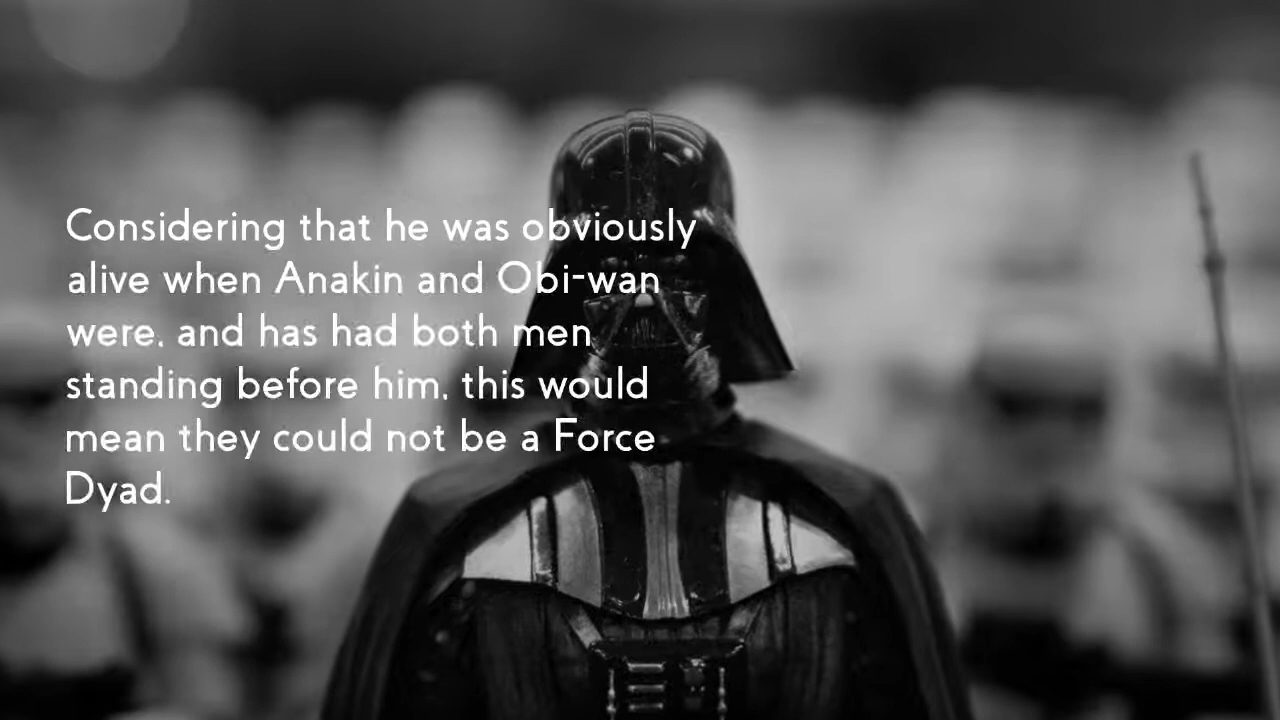 Considering that he was obviously
alive when Anakin and Obi-wan
were, and has had both men
standing before him, this would
mean they could not be a Force
Dyad.